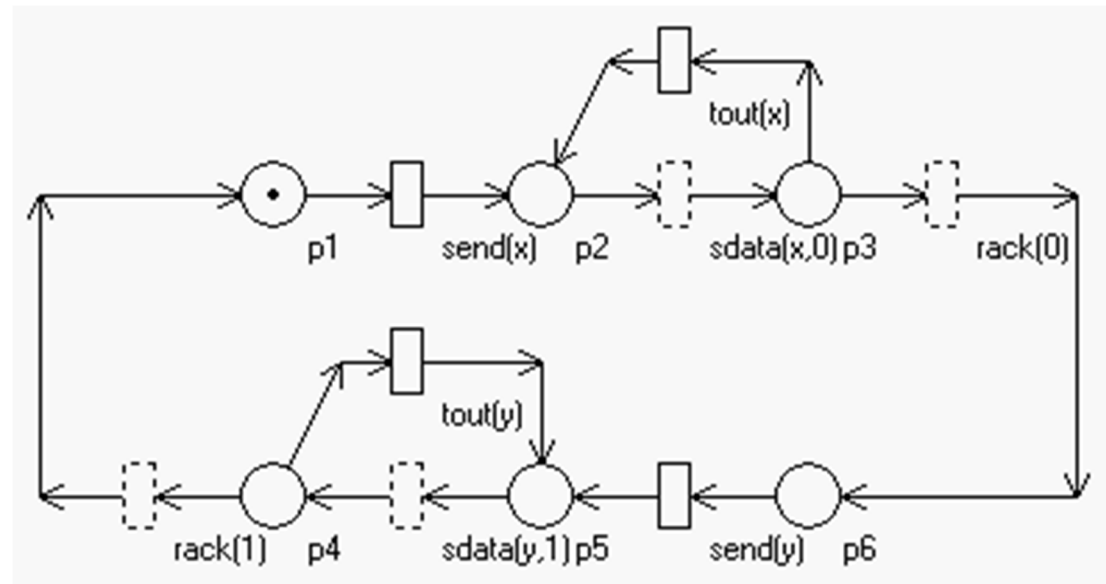 tout(x)
p1 send(x) p2 sdata(x,0) p3 rack(0)
tout(y)
rack(1) p4 sdata(y,1) p5 send(y) p6